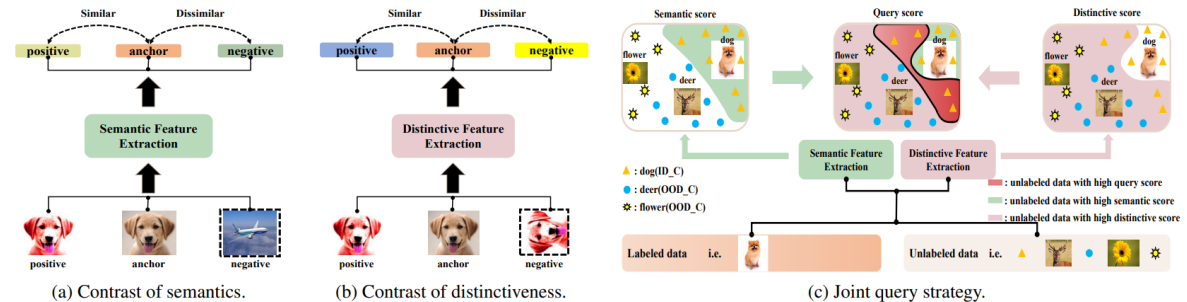 Similar
Dissimilar
positive
anchor
negative
Semantic Feature
Extraction
positive
anchor
negative
(a) Contrast of semantics.
Similar
Dissimilar
positive
anchor
negative
Distinctive Feature
Extraction
positive
anchor
negative
(b) Contrast of distinctiveness.
Semantic score
Query score
Distinctive score
flower
dog
deer
flower
dog
deer
flower
dog
deer
Semantic Feature
Extraction
Distinctive Feature
Extraction
: dog(ID_C)
: deer(OOD_C)
: flower(OOD_C)
: unlabeled data with high query score
: unlabeled data with high semantic score
: unlabeled data with high distinctive score
Labeled data i.e.
Unlabeled data i.e.
(c) Joint query strategy.